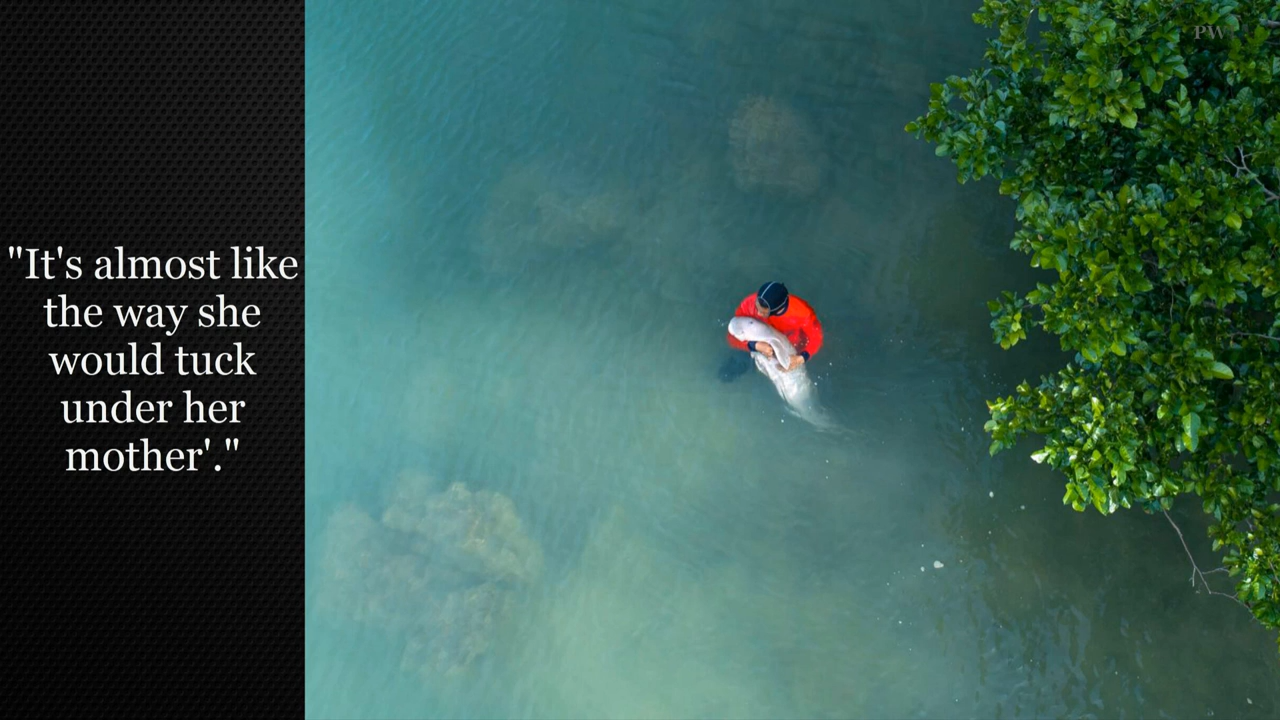 "It's almost like
the way she
would tuck
under her
mother'."
PW